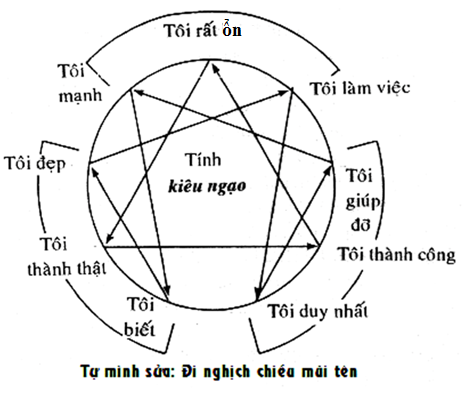 Tôi rất ổn
Tôi
mạnh
Tôi làm việc
Tôi đẹp
Tính
kiêu ngạo
Tôi
giúp
đỡ
Tôi
thành thật
Tôi thành công
Tôi
biết
Tôi duy nhất
Tự mình sửa: Đi nghịch chiều mũi tên